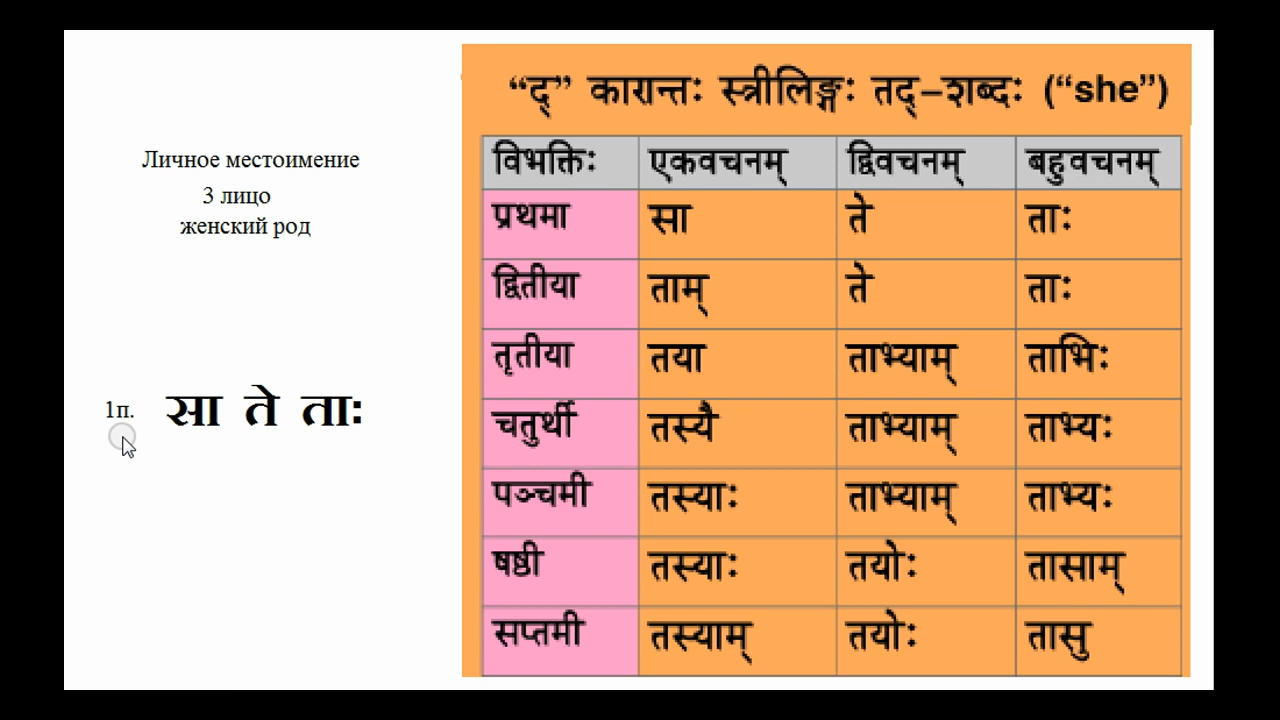 Личное местоимение
3 лицо
женский род
1п. सा ते ताः
“द्” कारान्तः स्त्रीलिङ्गः तद्–शब्दः (“she”)
विभक्तिः एकवचनम् द्विवचनम् बहुवचनम्
प्रथमा सा ते ताः
द्वितीया ताम् ते ताः
तृतीया तया ताभ्याम् ताभिः
चतुर्थी तस्यै ताभ्याम् ताभ्यः
पञ्चमी तस्याः ताभ्याम् ताभ्यः
षष्ठी तस्याः तयोः तासाम्
सप्तमी तस्याम् तयोः तासु